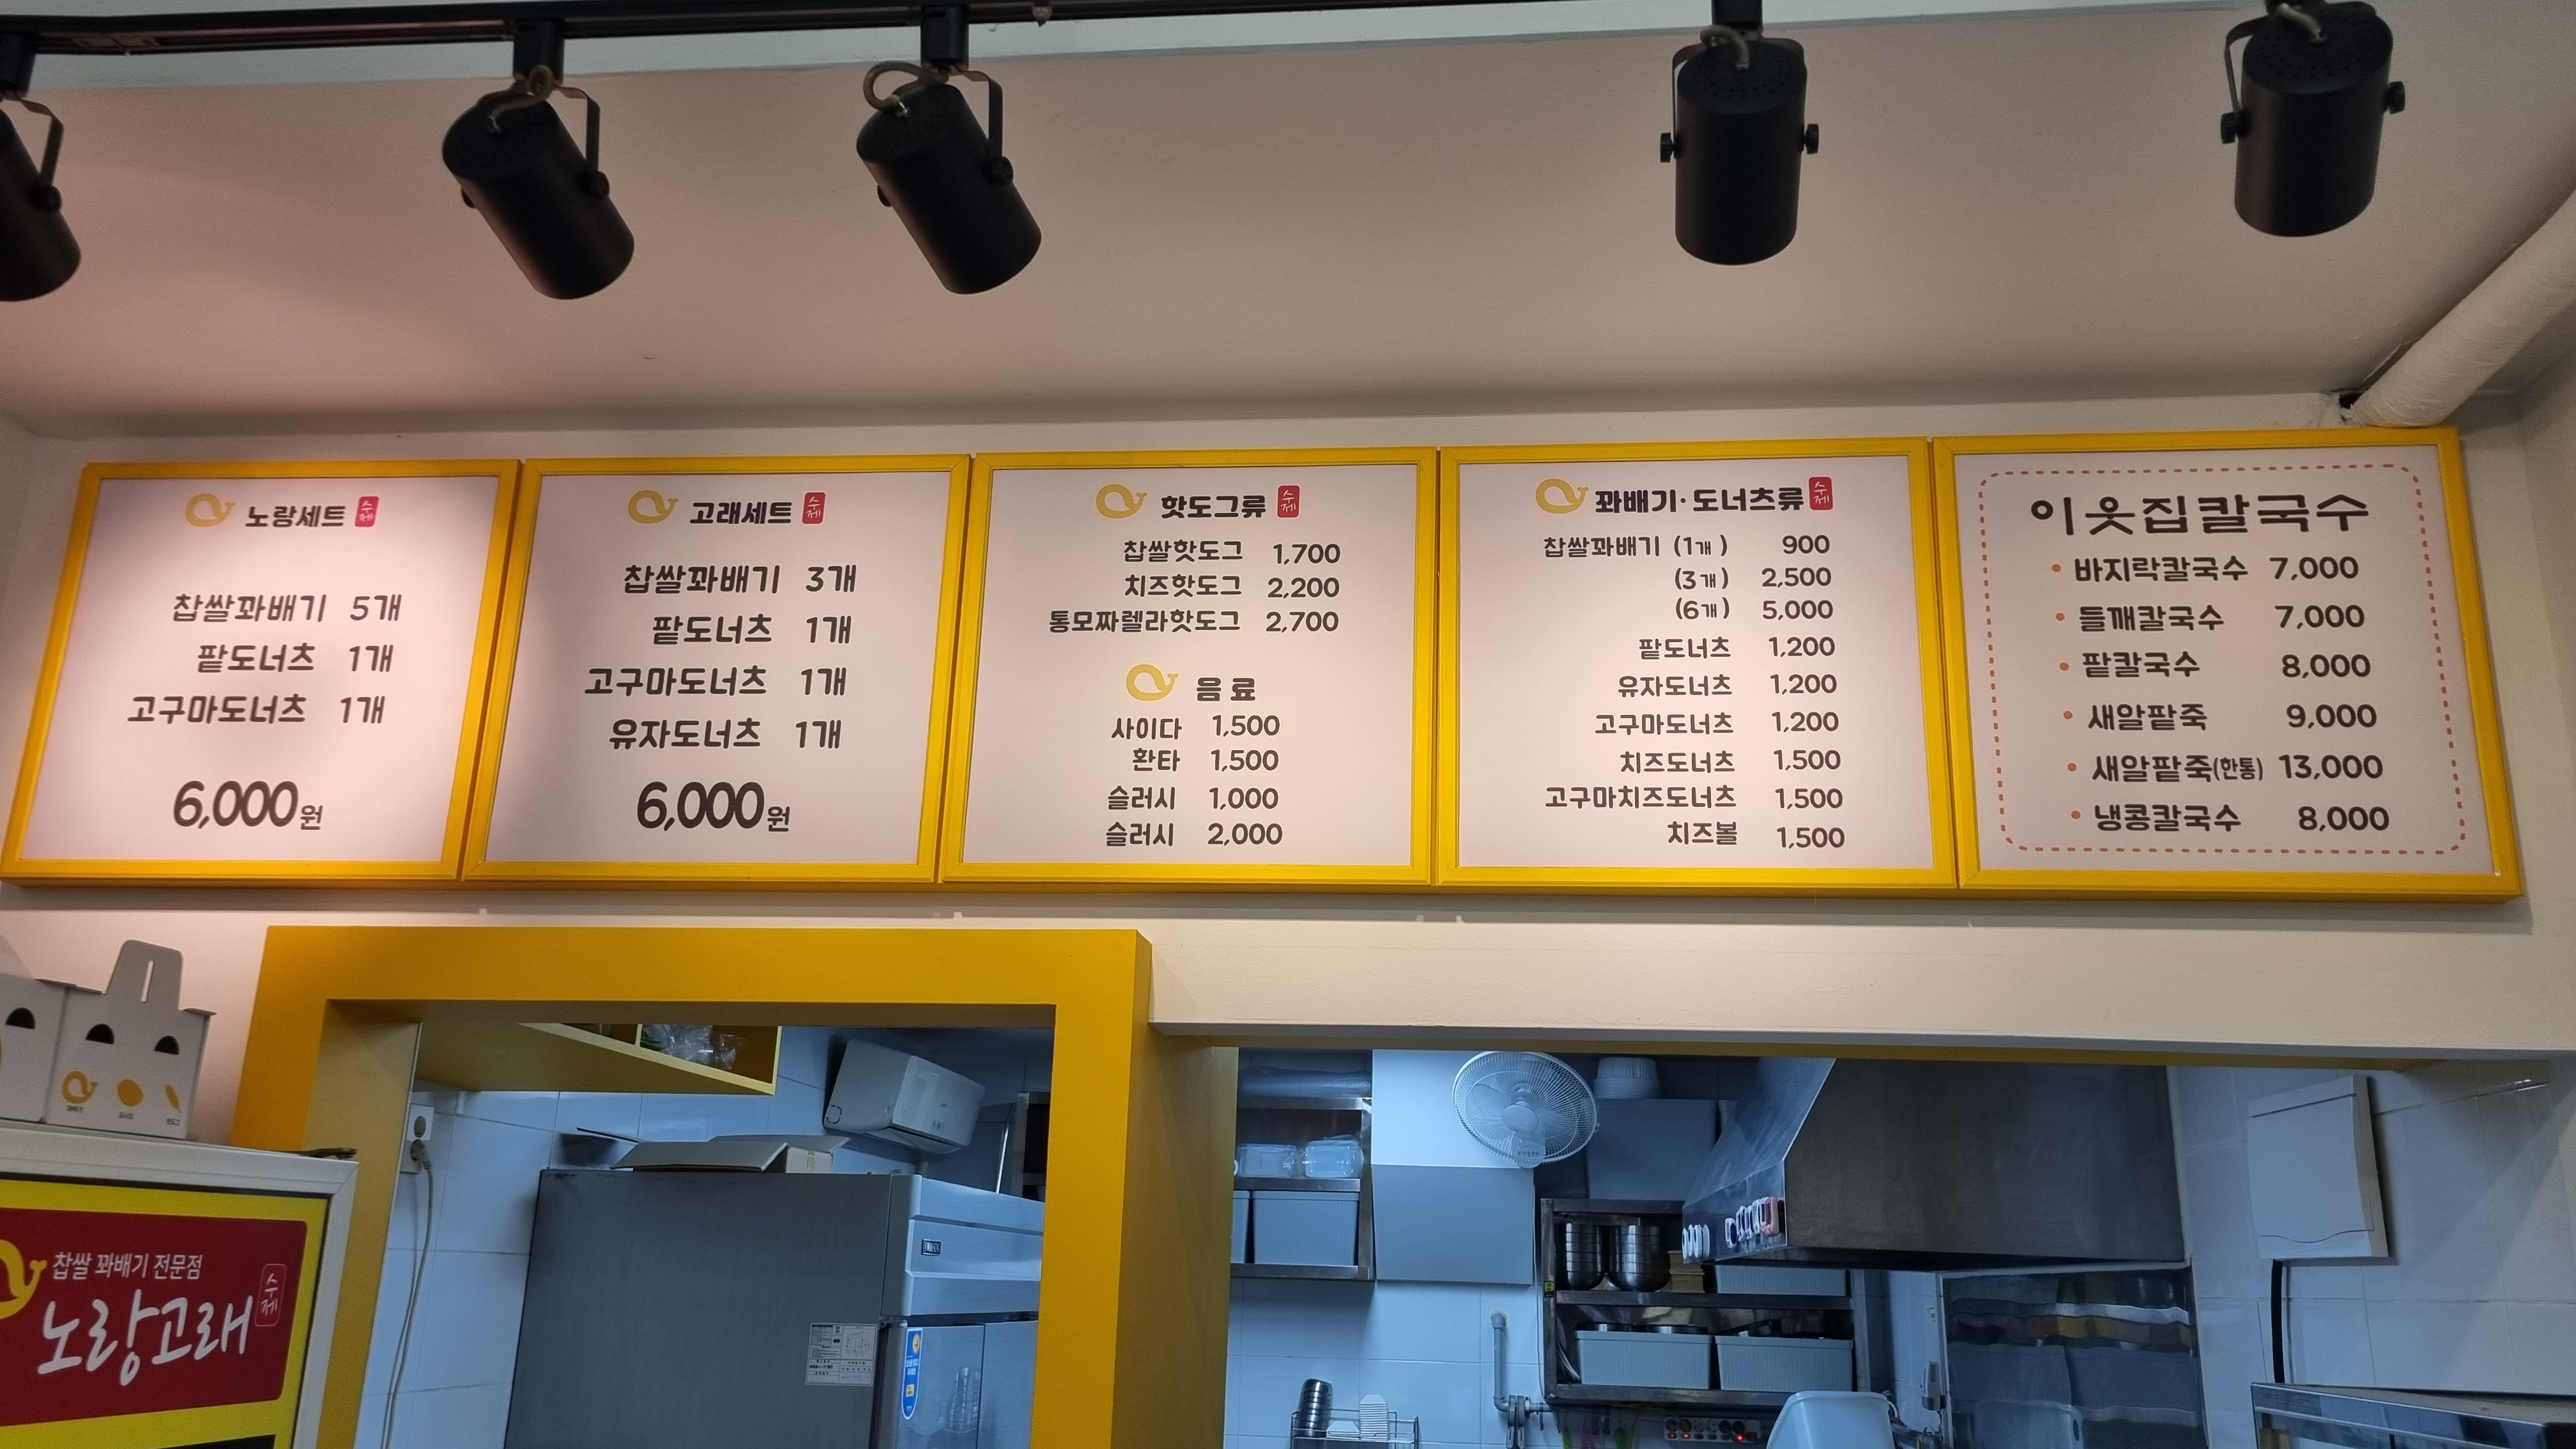 노랑세트 수제
찹쌀꽈배기 5개
팥도너츠 1개
고구마도너츠 1개
6,000원
고래세트 수제
찹쌀꽈배기 3개
팥도너츠 1개
고구마도너츠 1개
유자도너츠 1개
6,000원
핫도그류 수제
찹쌀핫도그 1,700
치즈핫도그 2,200
통모짜렐라핫도그 2,700
음료
사이다 1,500
환타 1,500
슬러시 1,000
슬러시 2,000
꽈배기·도너츠류 수제
찹쌀꽈배기 (1개) 900
(3개) 2,500
(6개) 5,000
팥도너츠 1,200
유자도너츠 1,200
고구마도너츠 1,200
치즈도너츠 1,500
고구마치즈도너츠 1,500
치즈볼 1,500
이웃집칼국수
• 바지락칼국수 7,000
• 들깨칼국수 7,000
• 팥칼국수 8,000
• 새알팥죽 9,000
• 새알팥죽(한통) 13,000
• 냉콩칼국수 8,000
찹쌀 꽈배기 전문점
노랑고래 수제